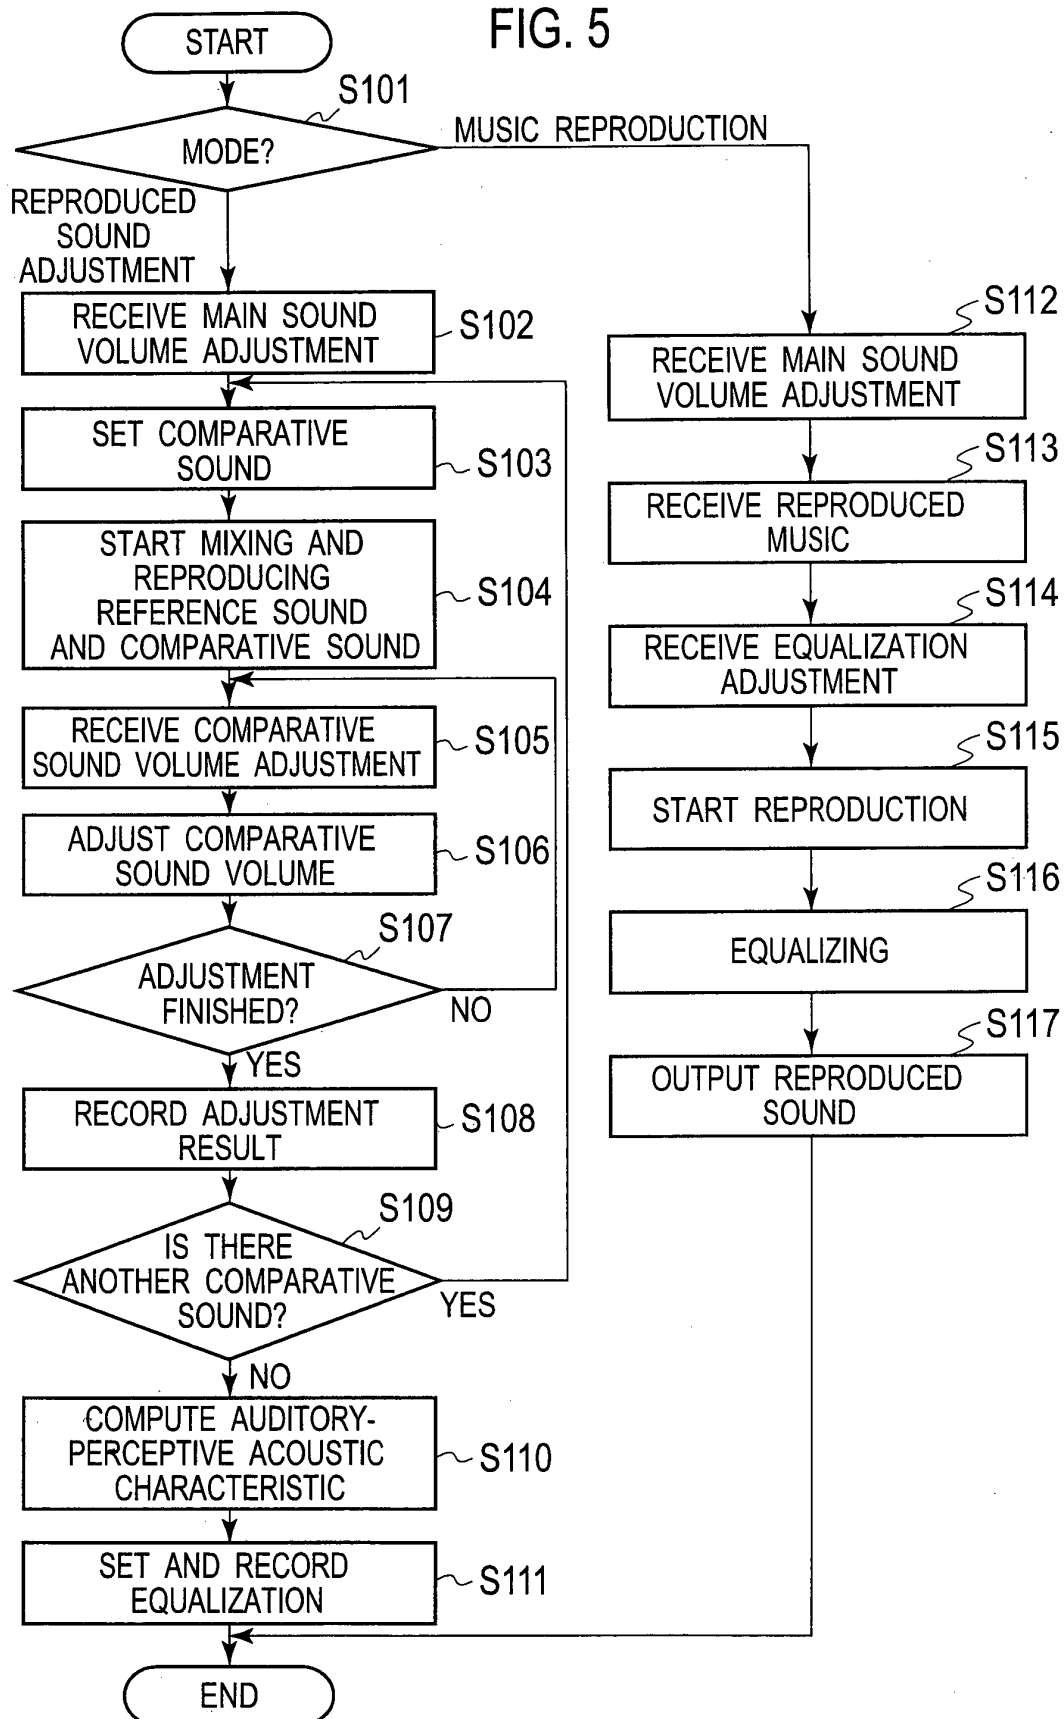 FIG. 5
START
S101
MODE?
MUSIC REPRODUCTION
REPRODUCED
SOUND
ADJUSTMENT
RECEIVE MAIN SOUND
VOLUME ADJUSTMENT
S102
SET COMPARATIVE
SOUND
S103
START MIXING AND
REPRODUCING
REFERENCE SOUND
AND COMPARATIVE SOUND
S104
RECEIVE COMPARATIVE
SOUND VOLUME ADJUSTMENT
S105
ADJUST COMPARATIVE
SOUND VOLUME
S106
S107
ADJUSTMENT
FINISHED?
NO
YES
RECORD ADJUSTMENT
RESULT
S108
S109
IS THERE
ANOTHER COMPARATIVE
SOUND?
YES
NO
COMPUTE AUDITORY-
PERCEPTIVE ACOUSTIC
CHARACTERISTIC
S110
SET AND RECORD
EQUALIZATION
S111
END
S112
RECEIVE MAIN SOUND
VOLUME ADJUSTMENT
S113
RECEIVE REPRODUCED
MUSIC
S114
RECEIVE EQUALIZATION
ADJUSTMENT
S115
START REPRODUCTION
S116
EQUALIZING
S117
OUTPUT REPRODUCED
SOUND